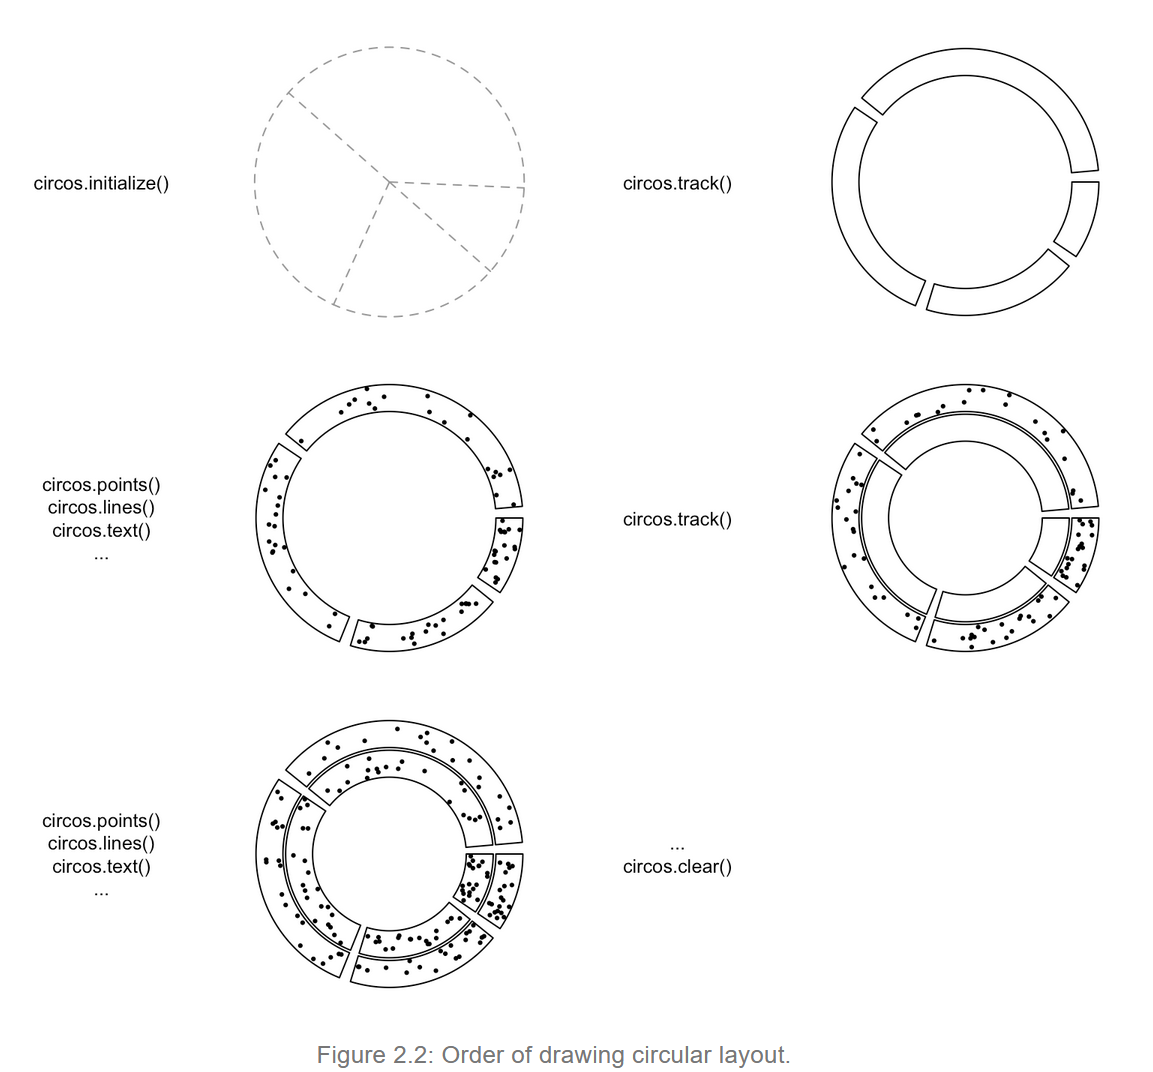 circos.initialize()
circos.track()
circos.points()
circos.lines()
circos.text()
...
circos.track()
circos.points()
circos.lines()
circos.text()
...
...
circos.clear()
Figure 2.2: Order of drawing circular layout.